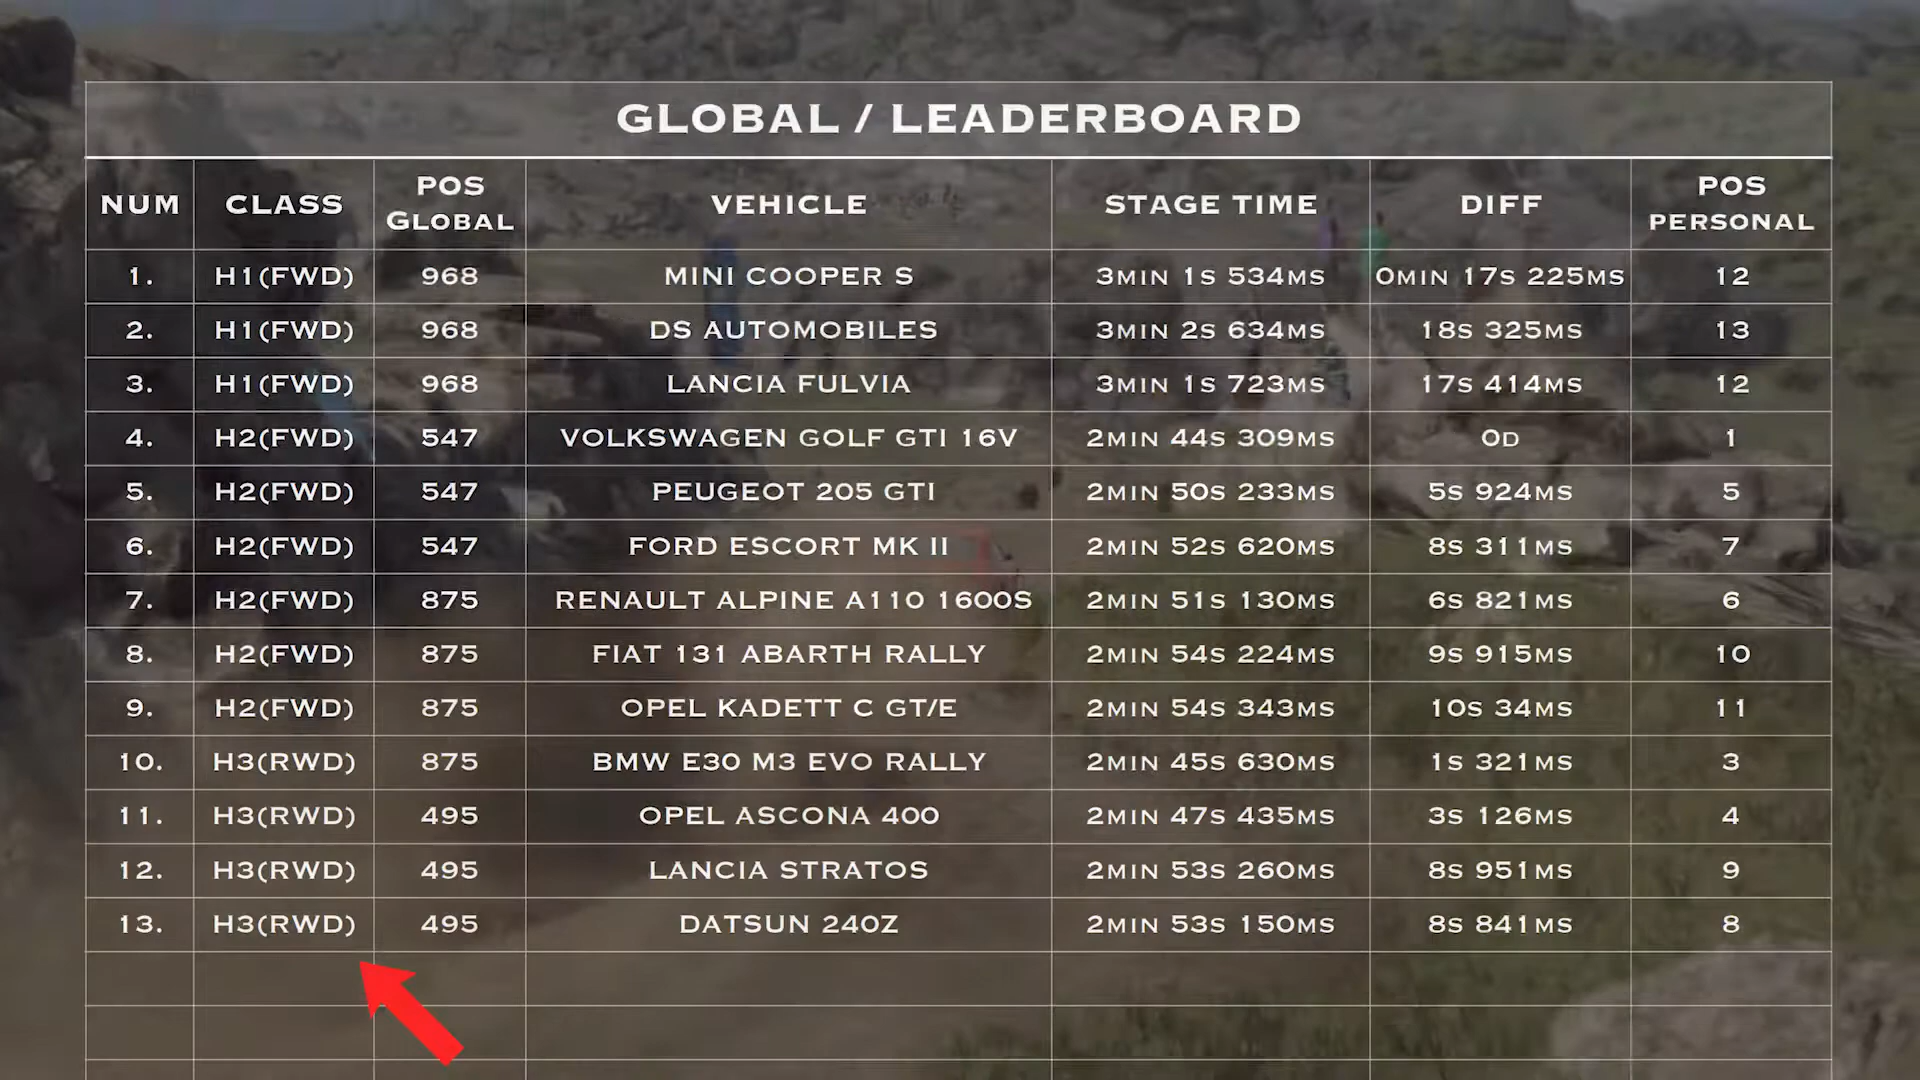 GLOBAL / LEADERBOARD
NUM CLASS POS GLOBAL VEHICLE STAGE TIME DIFF POS PERSONAL
1. H1(FWD) 968 MINI COOPER S 3MIN 1S 534MS 0MIN 17S 225MS 12
2. H1(FWD) 968 DS AUTOMOBILES 3MIN 2S 634MS 18S 325MS 13
3. H1(FWD) 968 LANCIA FULVIA 3MIN 1S 723MS 17S 414MS 12
4. H2(FWD) 547 VOLKSWAGEN GOLF GTI 16V 2MIN 44S 309MS 0D 1
5. H2(FWD) 547 PEUGEOT 205 GTI 2MIN 50S 233MS 5S 924MS 5
6. H2(FWD) 547 FORD ESCORT MK II 2MIN 52S 620MS 8S 311MS 7
7. H2(FWD) 875 RENAULT ALPINE A110 1600S 2MIN 51S 130MS 6S 821MS 6
8. H2(FWD) 875 FIAT 131 ABARTH RALLY 2MIN 54S 224MS 9S 915MS 10
9. H2(FWD) 875 OPEL KADETT C GT/E 2MIN 54S 343MS 10S 34MS 11
10. H3(RWD) 875 BMW E30 M3 EVO RALLY 2MIN 45S 630MS 1S 321MS 3
11. H3(RWD) 495 OPEL ASCONA 400 2MIN 47S 435MS 3S 126MS 4
12. H3(RWD) 495 LANCIA STRATOS 2MIN 53S 260MS 8S 951MS 9
13. H3(RWD) 495 DATSUN 240Z 2MIN 53S 150MS 8S 841MS 8